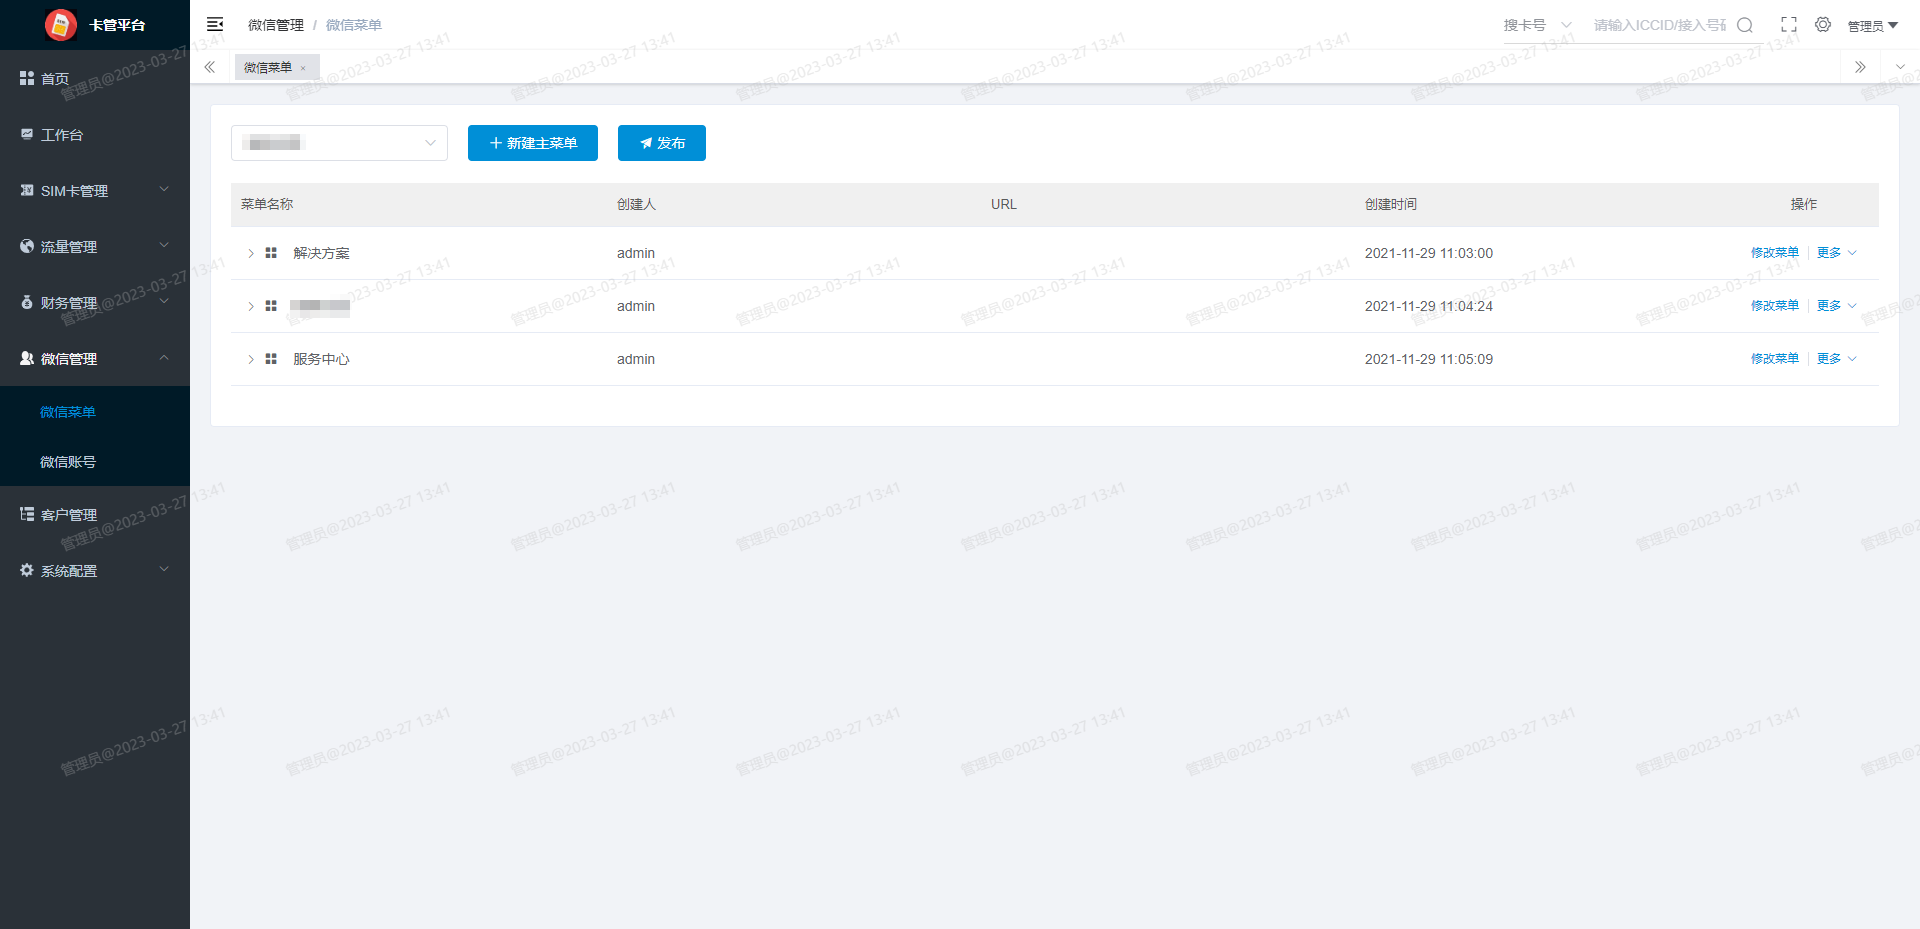 卡管平台
微信管理 / 微信菜单
搜卡号
请输入ICCID/接入号码
管理员
微信菜单
首页
工作台
SIM卡管理
流量管理
财务管理
微信管理
微信菜单
微信账号
客户管理
系统配置
新建主菜单
发布
菜单名称 创建人 URL 创建时间 操作
解决方案 admin 2021-11-29 11:03:00 修改菜单 更多
admin 2021-11-29 11:04:24 修改菜单 更多
服务中心 admin 2021-11-29 11:05:09 修改菜单 更多
管理员@2023-03-27 13:41